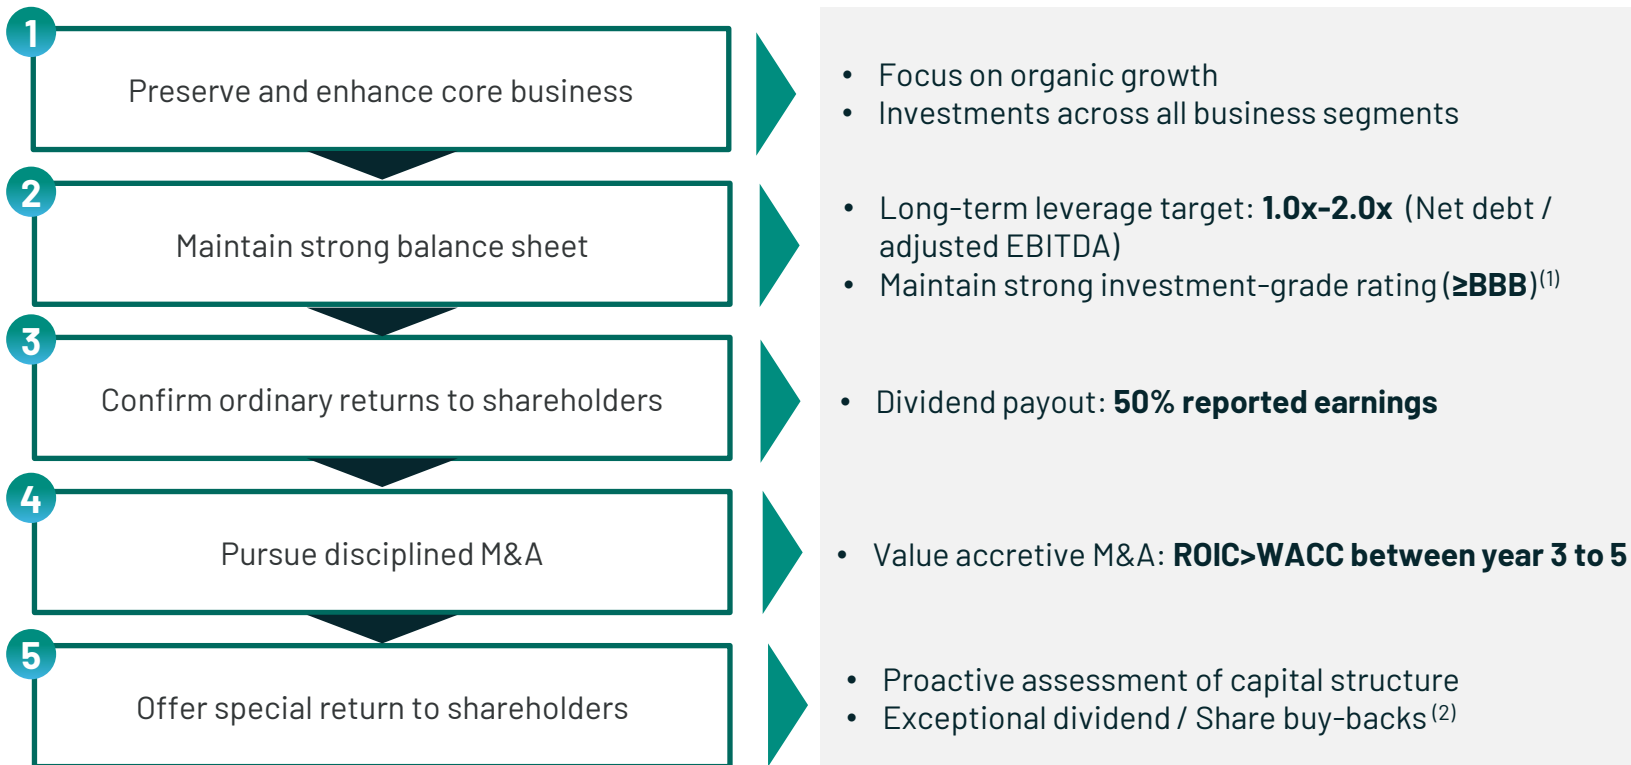 1
Preserve and enhance core business
• Focus on organic growth
• Investments across all business segments
2
Maintain strong balance sheet
• Long-term leverage target: 1.0x-2.0x (Net debt /
adjusted EBITDA)
• Maintain strong investment-grade rating (≥BBB)(1)
3
Confirm ordinary returns to shareholders
• Dividend payout: 50% reported earnings
4
Pursue disciplined M&A
• Value accretive M&A: ROIC>WACC between year 3 to 5
5
Offer special return to shareholders
• Proactive assessment of capital structure
• Exceptional dividend / Share buy-backs (2)